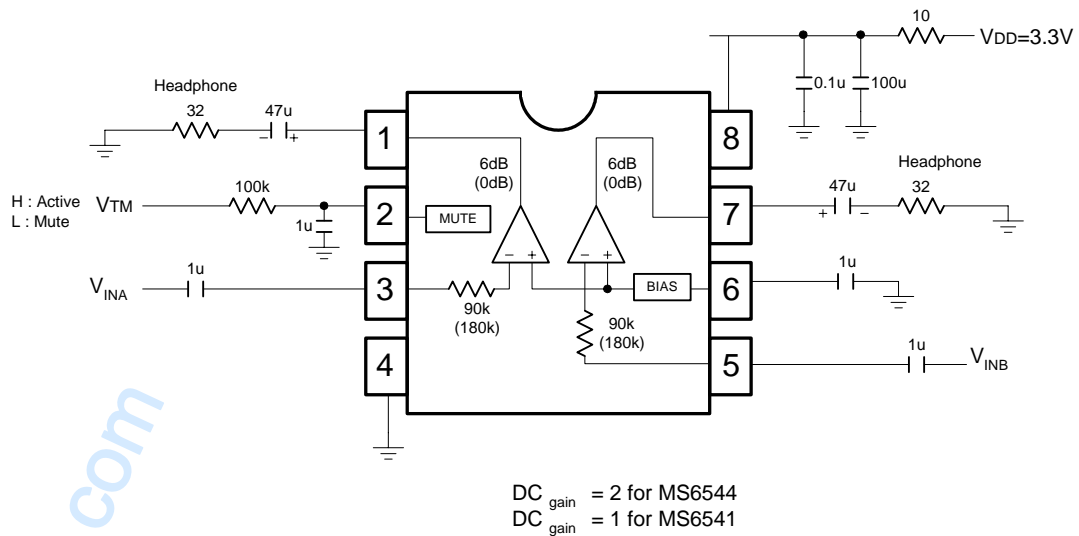 10
VDD=3.3V
0.1u
100u
Headphone
32
47u
1
8
6dB
(0dB)
6dB
(0dB)
Headphone
H : Active
L : Mute
VTM
100k
1u
2
MUTE
7
47u
32
VINA
1u
3
90k
(180k)
BIAS
6
1u
4
90k
(180k)
5
1u
VINB
DC gain = 2 for MS6544
DC gain = 1 for MS6541
com